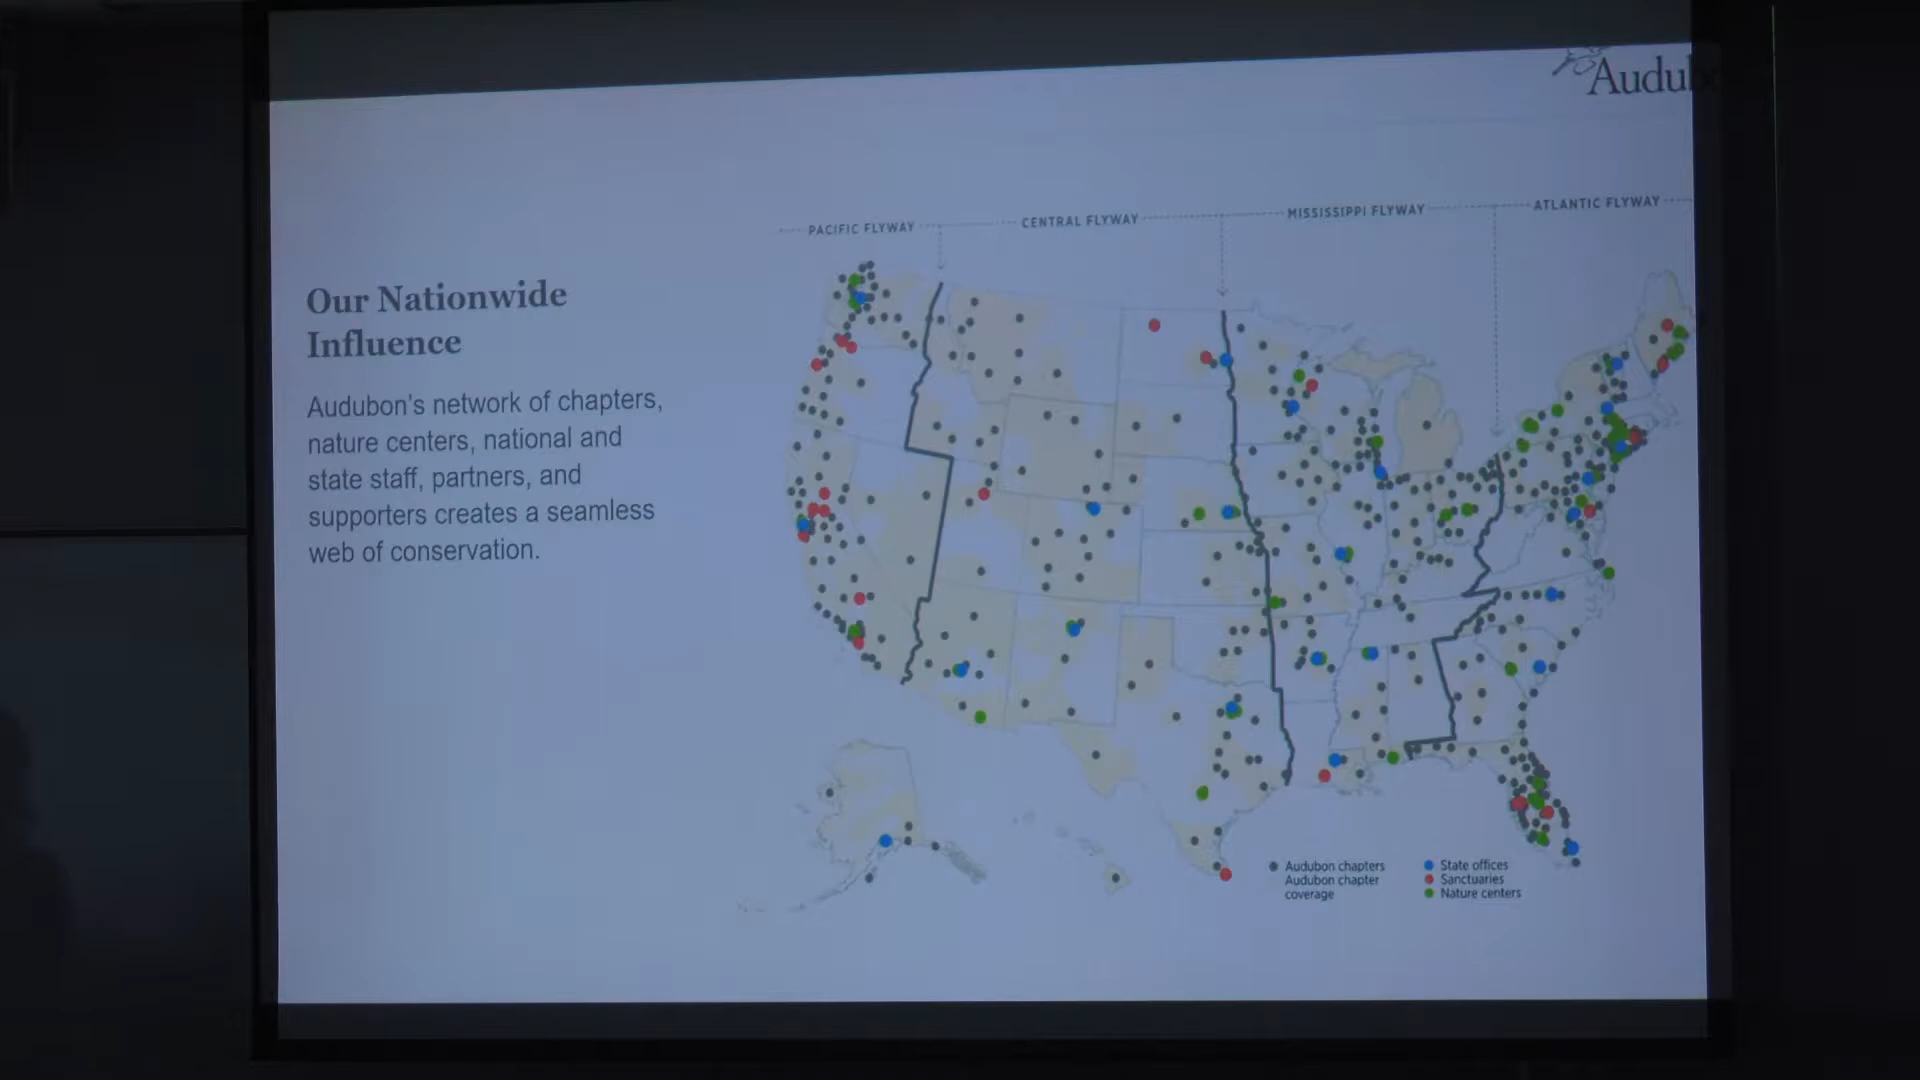 Audub
PACIFIC FLYWAY
CENTRAL FLYWAY
MISSISSIPPI FLYWAY
ATLANTIC FLYWAY
Our Nationwide
Influence
Audubon's network of chapters,
nature centers, national and
state staff, partners, and
supporters creates a seamless
web of conservation.
Audubon chapters
Audubon chapter
coverage
State offices
Sanctuaries
Nature centers